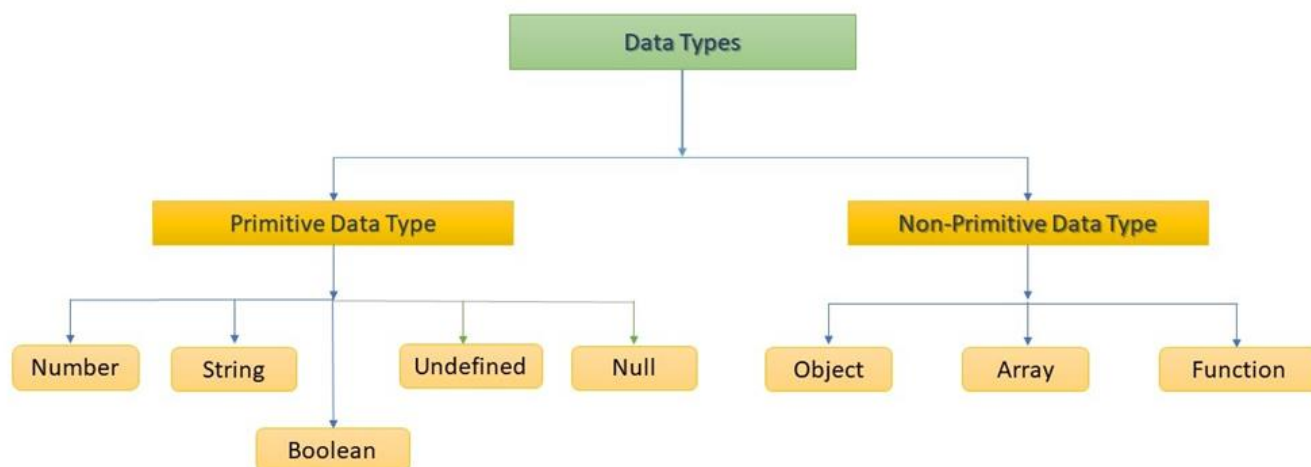 Data Types
Primitive Data Type
Non-Primitive Data Type
Number
String
Undefined
Null
Object
Array
Function
Boolean